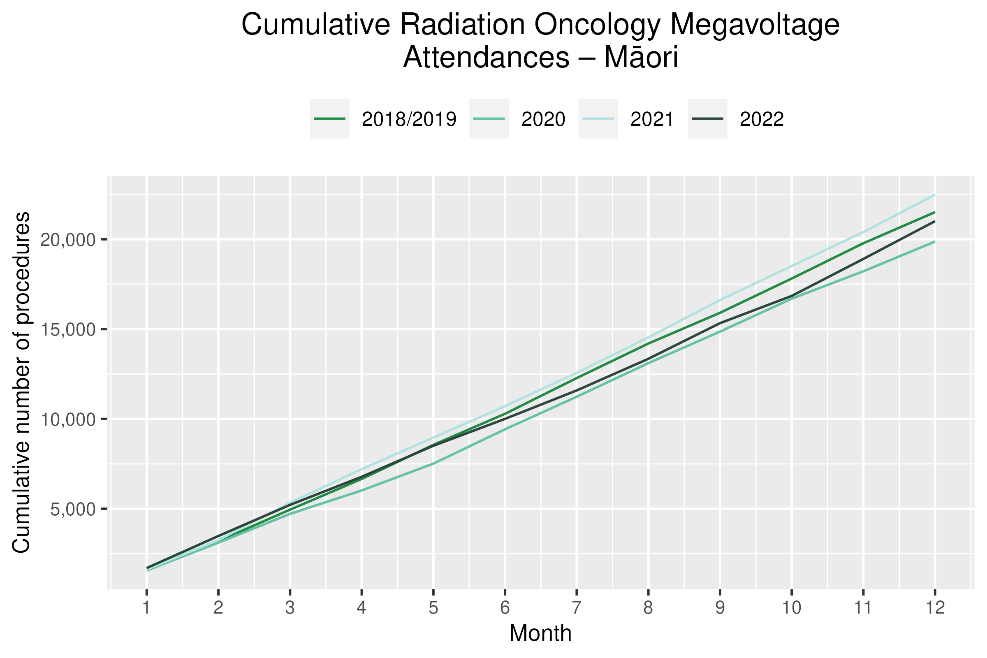 Cumulative Radiation Oncology Megavoltage
Attendances – Māori
2018/2019 2020 2021 2022
Cumulative number of procedures
20,000
15,000
10,000
5,000
1 2 3 4 5 6 7 8 9 10 11 12
Month